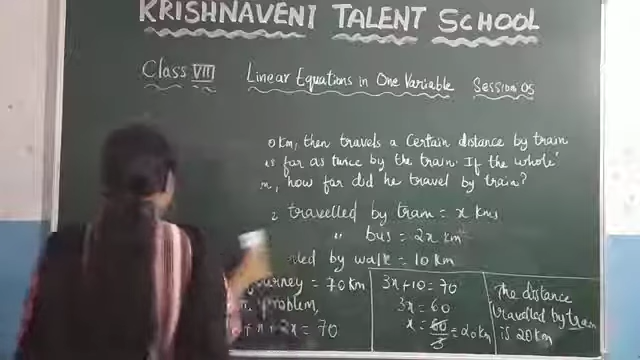 KRISHNAVENI TALENT SCHOOL
Class VIII Linear Equations in One Variable Session: 05
0 Km, then travels a Certain distance by train
as far as twice by the train. If the whole
m, how far did he travel by train?
travelled by train = x Kms
" bus = 2x Km
led by walk = 10 Km
ourney = 70 Km
problem,
+ x + 2x = 70
3x+10 = 70
3x = 60
x = 60/3 = 20 Km
The distance
travelled by train
is 20 Km